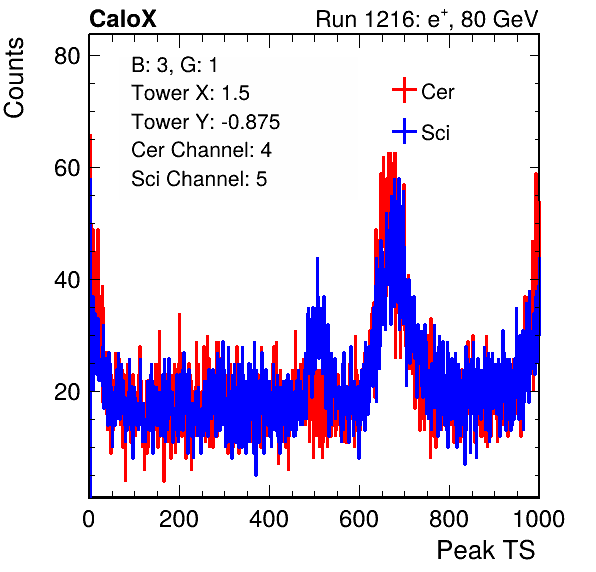 CaloX Run 1216: e⁺, 80 GeV
Counts
80
60
40
20
B: 3, G: 1
Tower X: 1.5
Tower Y: -0.875
Cer Channel: 4
Sci Channel: 5
Cer
Sci
0 200 400 600 800 1000
Peak TS